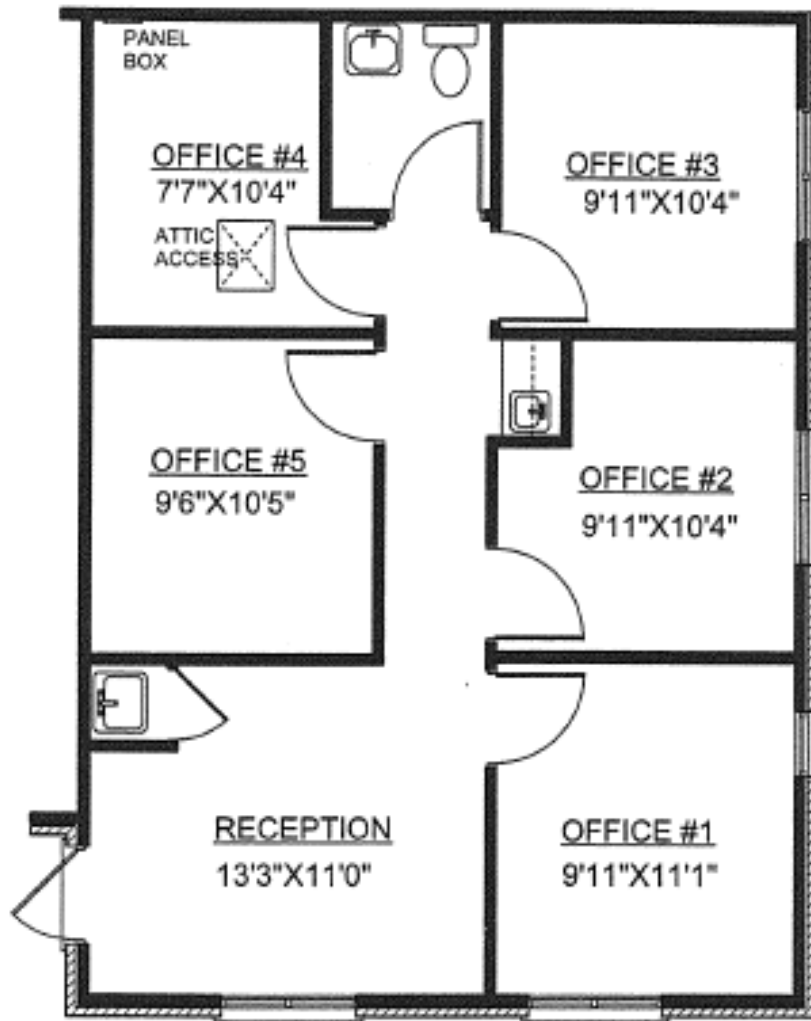 PANEL
BOX
OFFICE #4
7'7"X10'4"
ATTIC
ACCESS
OFFICE #3
9'11"X10'4"
OFFICE #5
9'6"X10'5"
OFFICE #2
9'11"X10'4"
RECEPTION
13'3"X11'0"
OFFICE #1
9'11"X11'1"